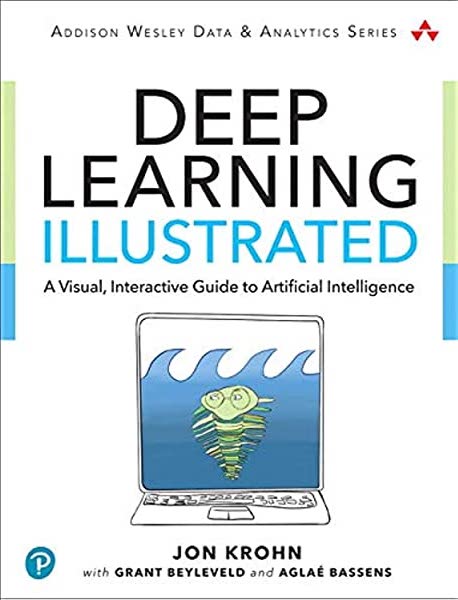 ADDISON WESLEY DATA & ANALYTICS SERIES
DEEP
LEARNING
ILLUSTRATED
A Visual, Interactive Guide to Artificial Intelligence
P
JON KROHN
with GRANT BEYLEVELD and AGLAÉ BASSENS